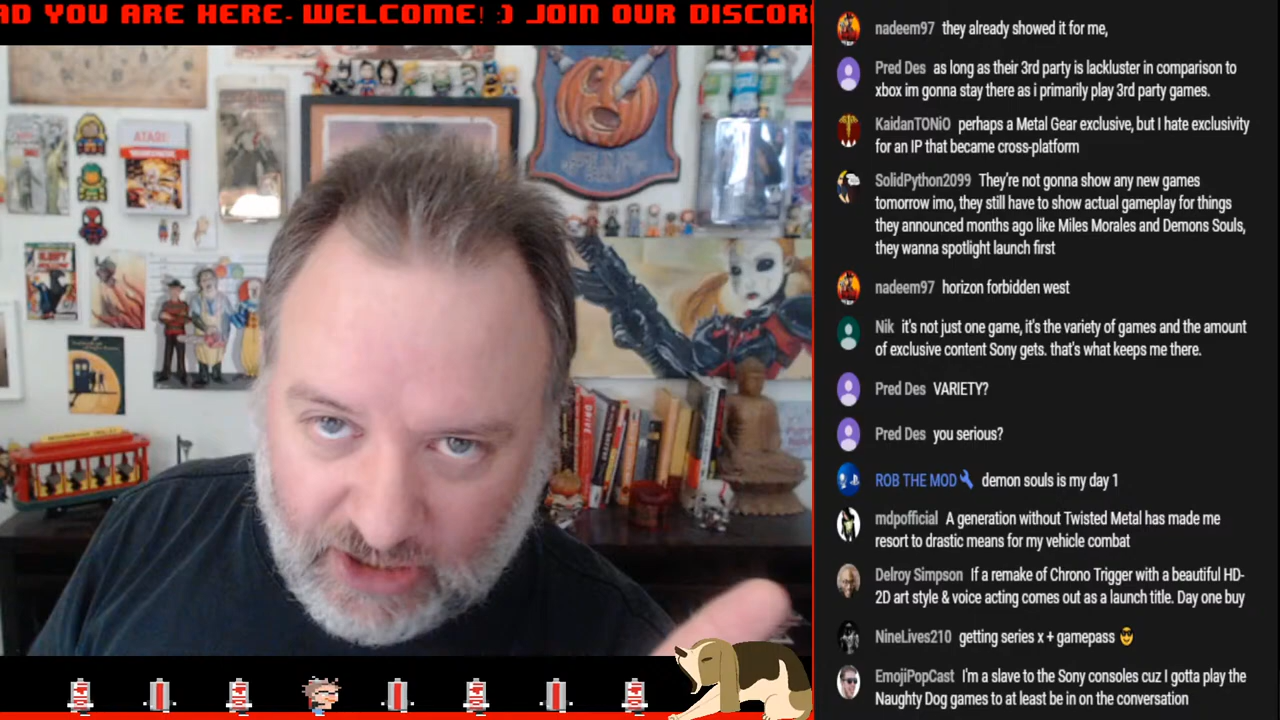 AD YOU ARE HERE- WELCOME! :) JOIN OUR DISCOR
ATARI
DRIVE
nadeem97 they already showed it for me,
Pred Des as long as their 3rd party is lackluster in comparison to
xbox im gonna stay there as i primarily play 3rd party games.
KaidanTONiO perhaps a Metal Gear exclusive, but I hate exclusivity
for an IP that became cross-platform
SolidPython2099 They're not gonna show any new games
tomorrow imo, they still have to show actual gameplay for things
they announced months ago like Miles Morales and Demons Souls,
they wanna spotlight launch first
nadeem97 horizon forbidden west
Nik it's not just one game, it's the variety of games and the amount
of exclusive content Sony gets. that's what keeps me there.
Pred Des VARIETY?
Pred Des you serious?
ROB THE MOD🔧 demon souls is my day 1
mdpofficial A generation without Twisted Metal has made me
resort to drastic means for my vehicle combat
Delroy Simpson If a remake of Chrono Trigger with a beautiful HD-
2D art style & voice acting comes out as a launch title. Day one buy
NineLives210 getting series x + gamepass 😎
EmojiPopCast I'm a slave to the Sony consoles cuz I gotta play the
Naughty Dog games to at least be in on the conversation